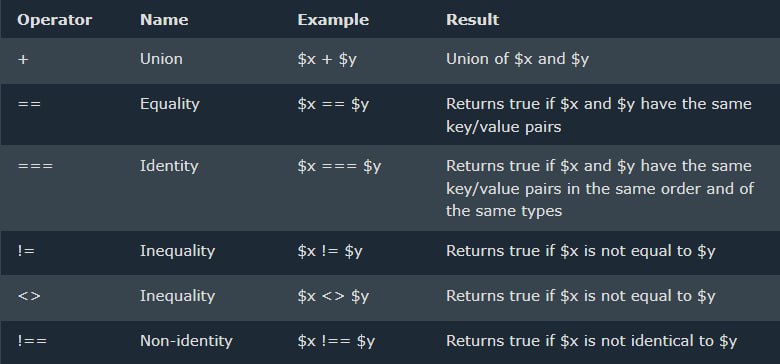 Operator Name Example Result
+ Union $x + $y Union of $x and $y
== Equality $x == $y Returns true if $x and $y have the same
key/value pairs
=== Identity $x === $y Returns true if $x and $y have the same
key/value pairs in the same order and of
the same types
!= Inequality $x != $y Returns true if $x is not equal to $y
<> Inequality $x <> $y Returns true if $x is not equal to $y
!== Non-identity $x !== $y Returns true if $x is not identical to $y